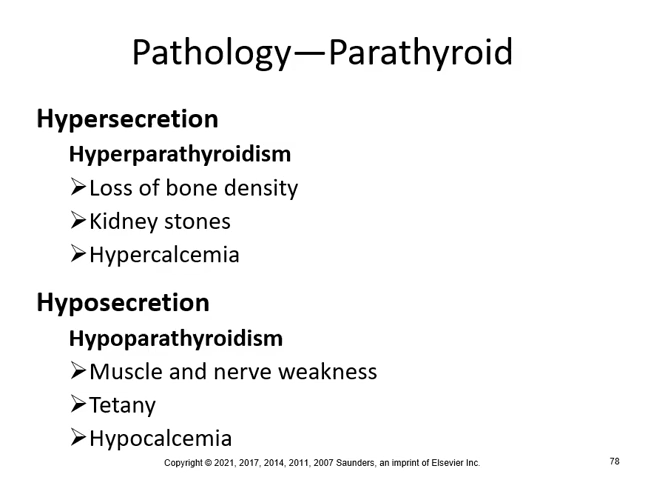 Pathology—Parathyroid
Hypersecretion
Hyperparathyroidism
➢Loss of bone density
➢Kidney stones
➢Hypercalcemia
Hyposecretion
Hypoparathyroidism
➢Muscle and nerve weakness
➢Tetany
➢Hypocalcemia
Copyright © 2021, 2017, 2014, 2011, 2007 Saunders, an imprint of Elsevier Inc.
78